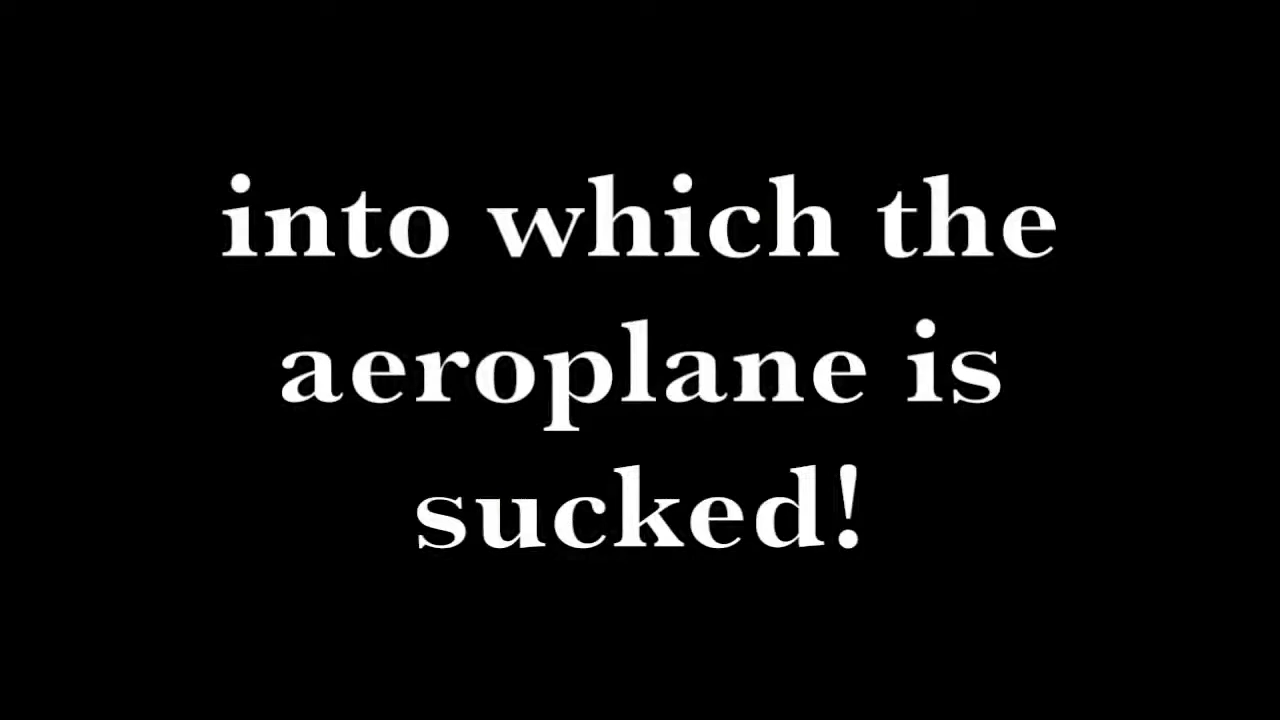 into which the
aeroplane is
sucked!